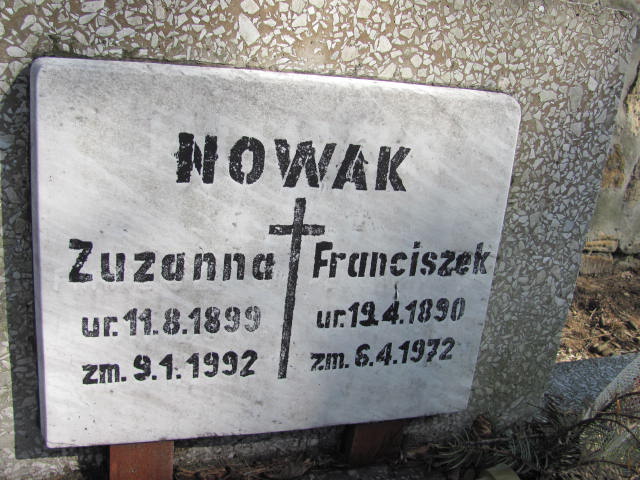 NOWAK
Zuzanna
ur. 11.8.1899
zm. 9.1.1992
Franciszek
ur. 19.4.1890
zm. 6.4.1972